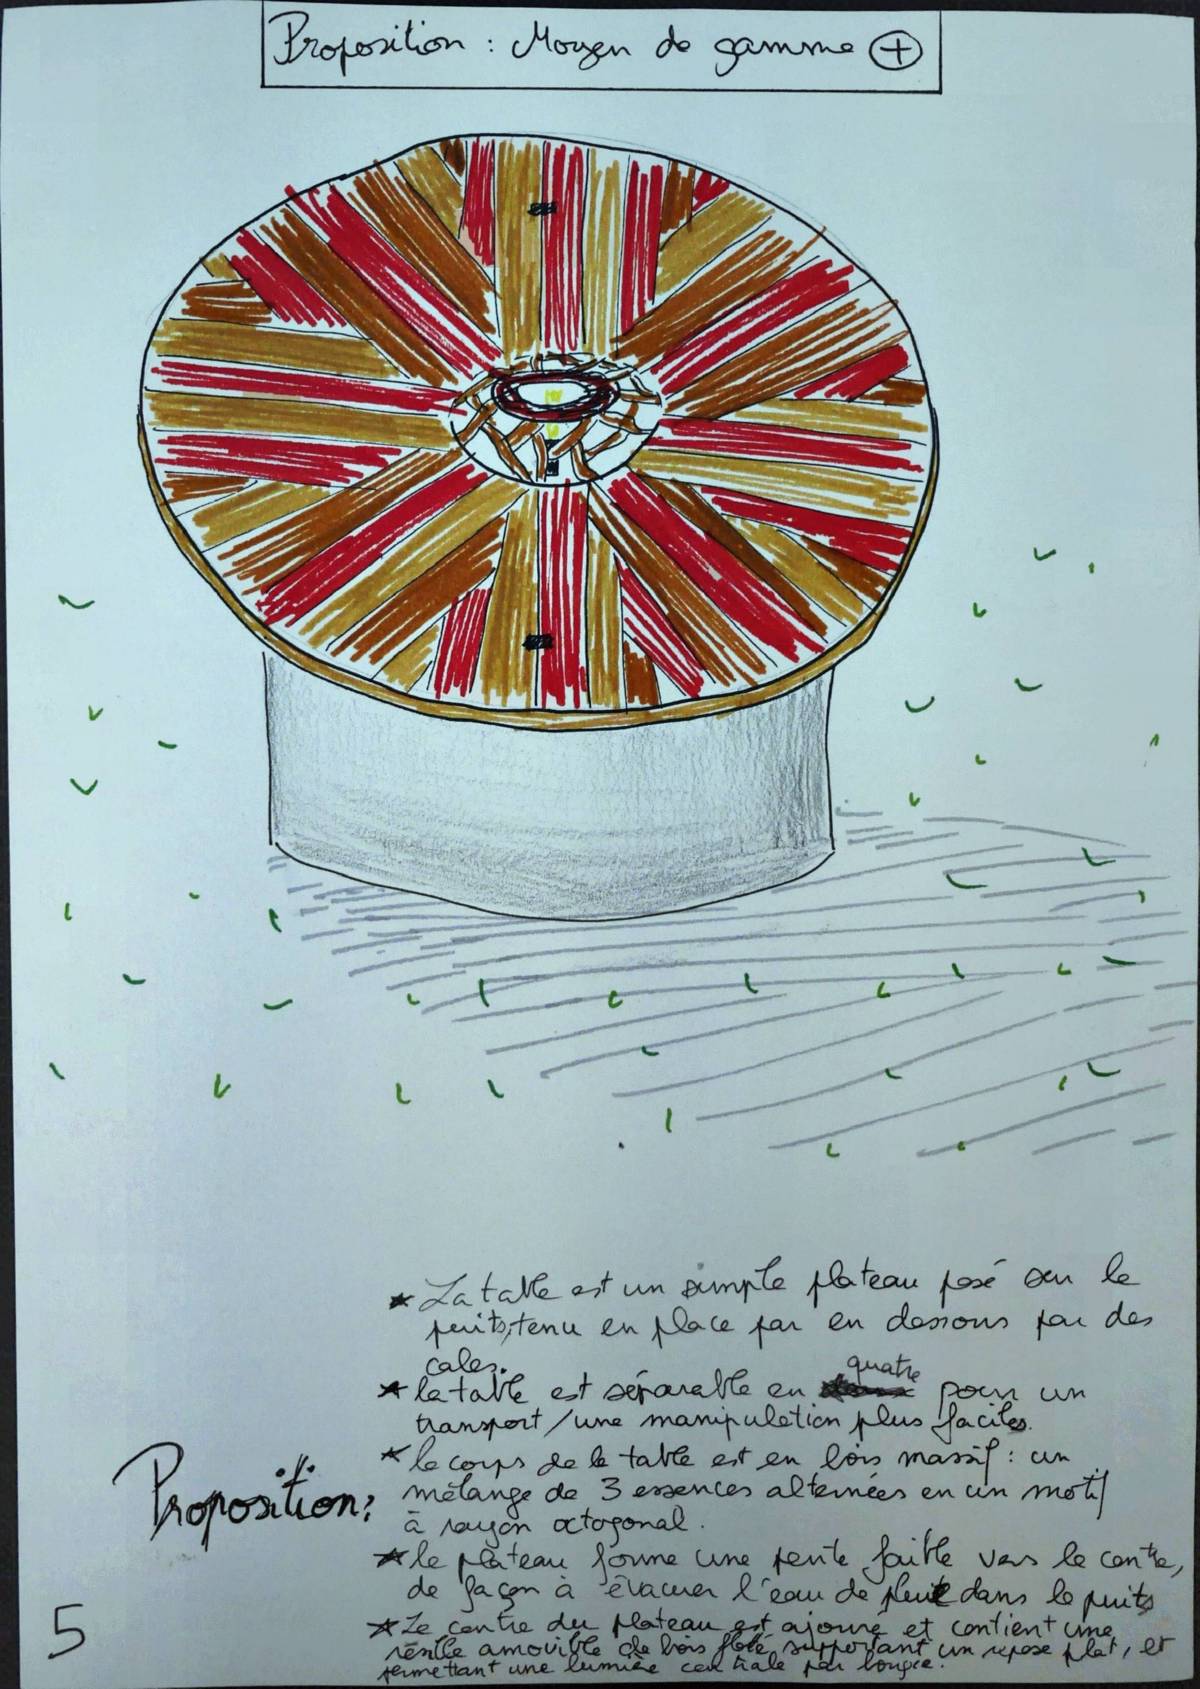 Proposition : Moyen de gamme +
* La table est un simple plateau posé sur le
puits, tenu en place par en dessous par des
cales.
* la table est séparable en quatre pour un
transport/une manipulation plus faciles.
* le corps de la table est en bois massif : un
mélange de 3 essences alternées en un motif
à rayon octogonal.
* le plateau forme une pente faible vers le centre,
de façon à évacuer l'eau de pluie dans le puits
* Le centre du plateau est ajouré et contient une
résille amovible de bois flotté, supportant un repose plat, et
permettant une lumière centrale par bougie.
Proposition :
5